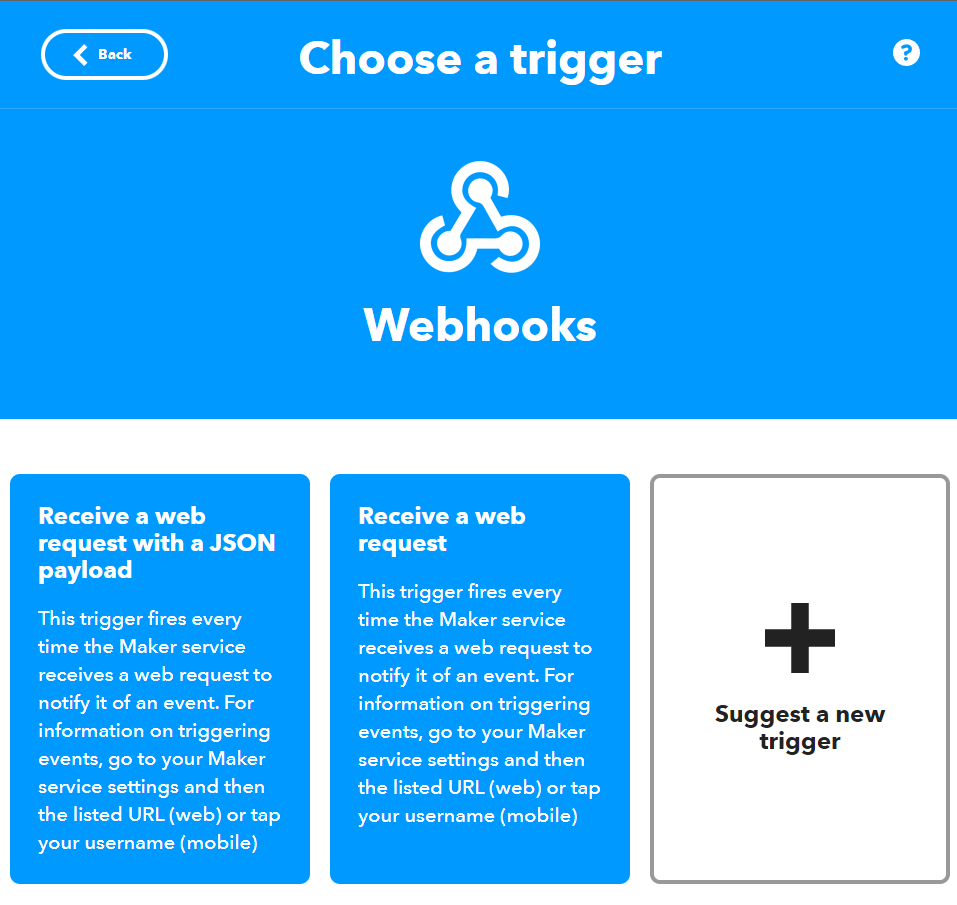 Back
Choose a trigger
?
Webhooks
Receive a web
request with a JSON
payload
This trigger fires every
time the Maker service
receives a web request to
notify it of an event. For
information on triggering
events, go to your Maker
service settings and then
the listed URL (web) or tap
your username (mobile)
Receive a web
request
This trigger fires every
time the Maker service
receives a web request to
notify it of an event. For
information on triggering
events, go to your Maker
service settings and then
the listed URL (web) or tap
your username (mobile)
Suggest a new
trigger